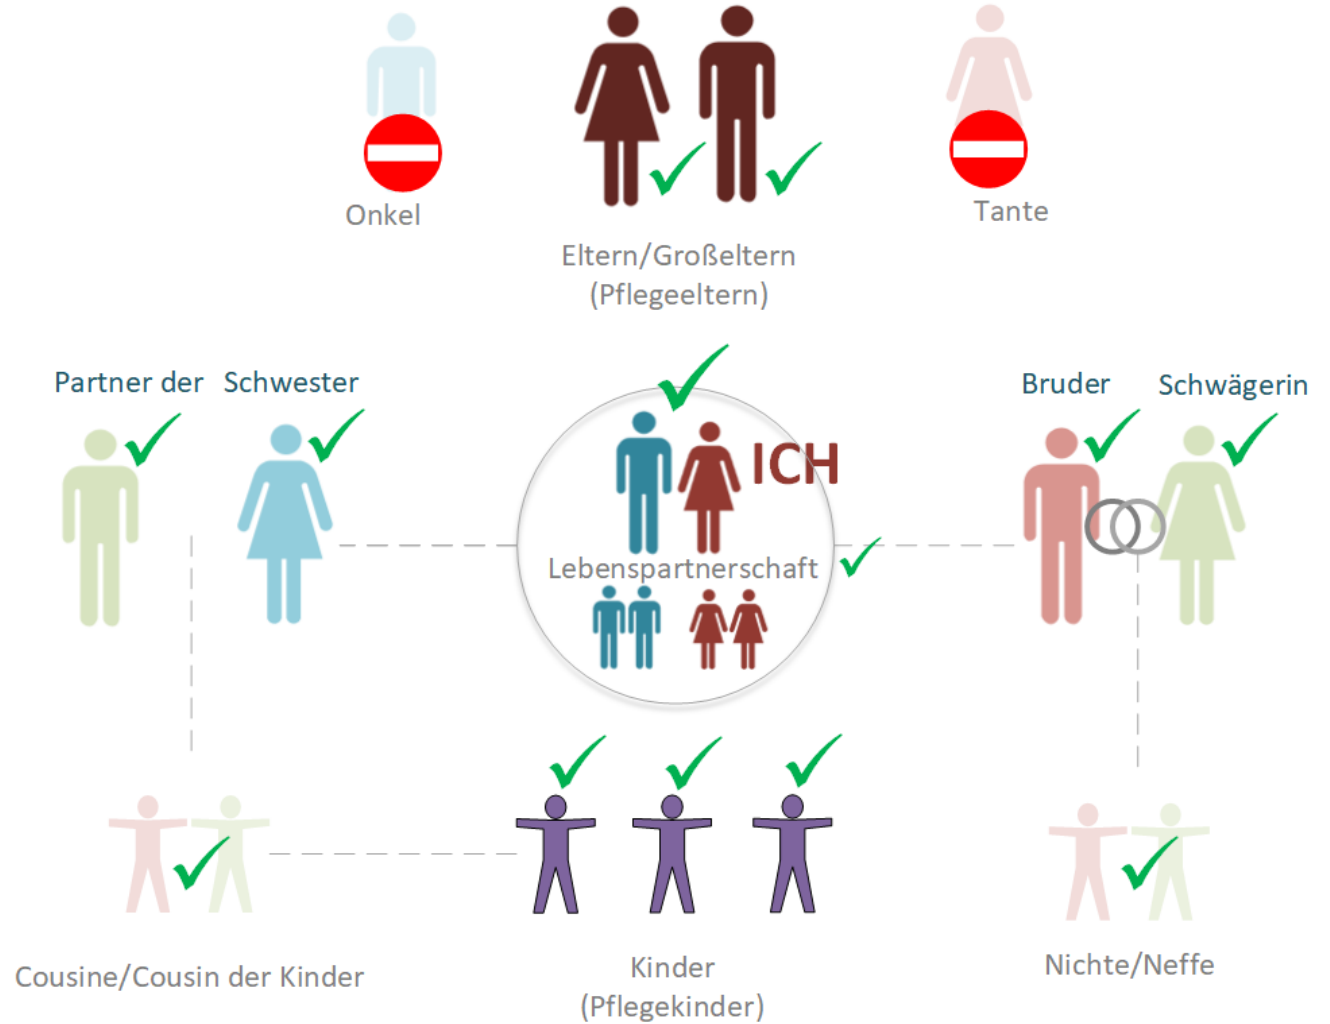 Onkel
Tante
Eltern/Großeltern
(Pflegeeltern)
Partner der Schwester
Bruder Schwägerin
ICH
Lebenspartnerschaft
Cousine/Cousin der Kinder
Kinder
(Pflegekinder)
Nichte/Neffe